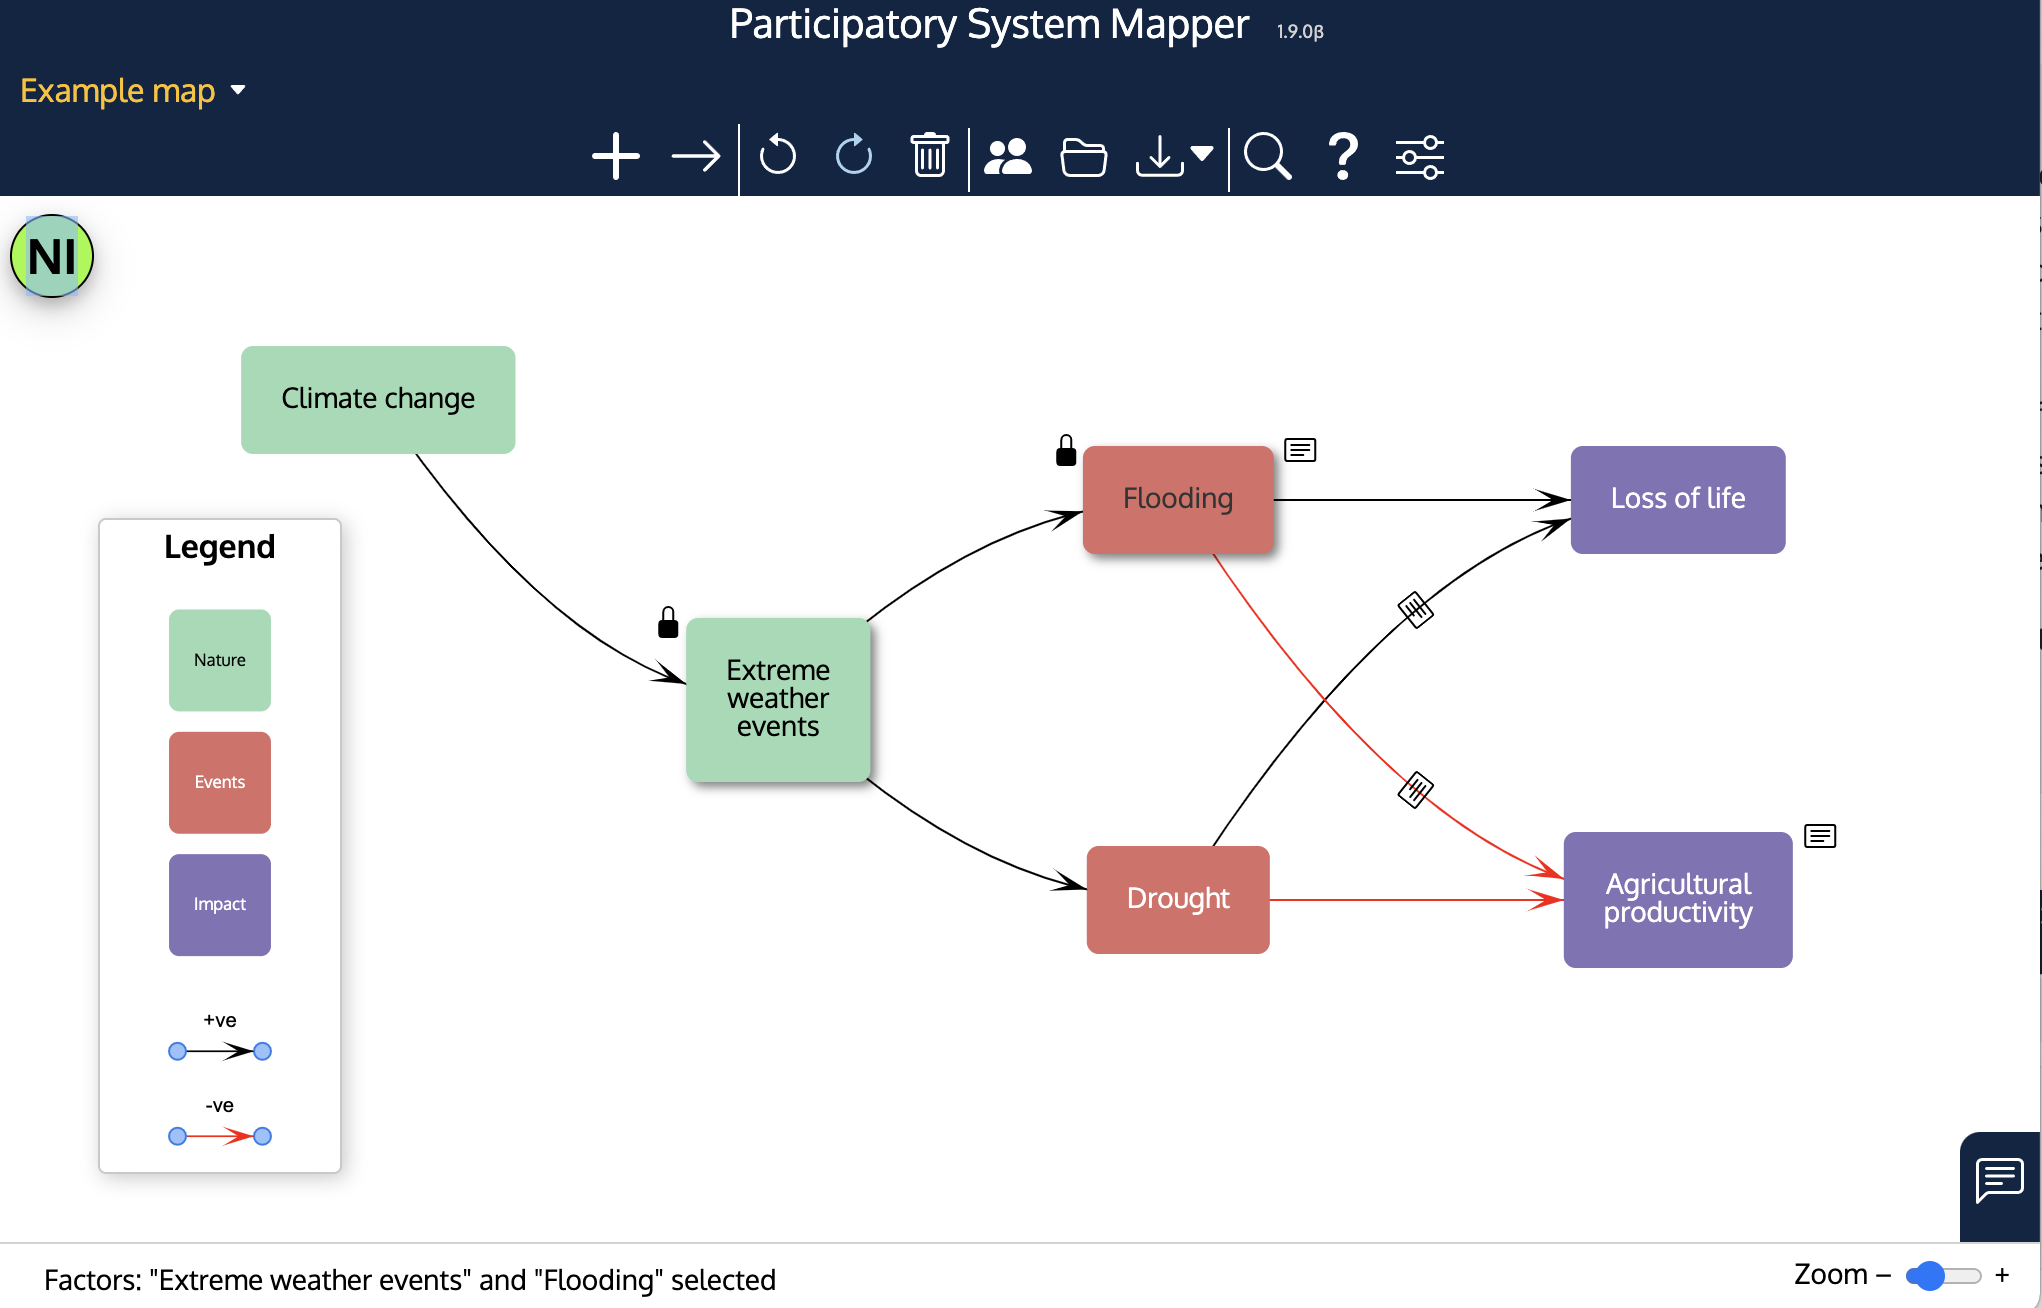 Participatory System Mapper 1.9.0β
Example map
NI
Climate change
Flooding
Loss of life
Legend
Nature
Events
Impact
+ve
-ve
Extreme
weather
events
Drought
Agricultural
productivity
Factors: "Extreme weather events" and "Flooding" selected
Zoom − +